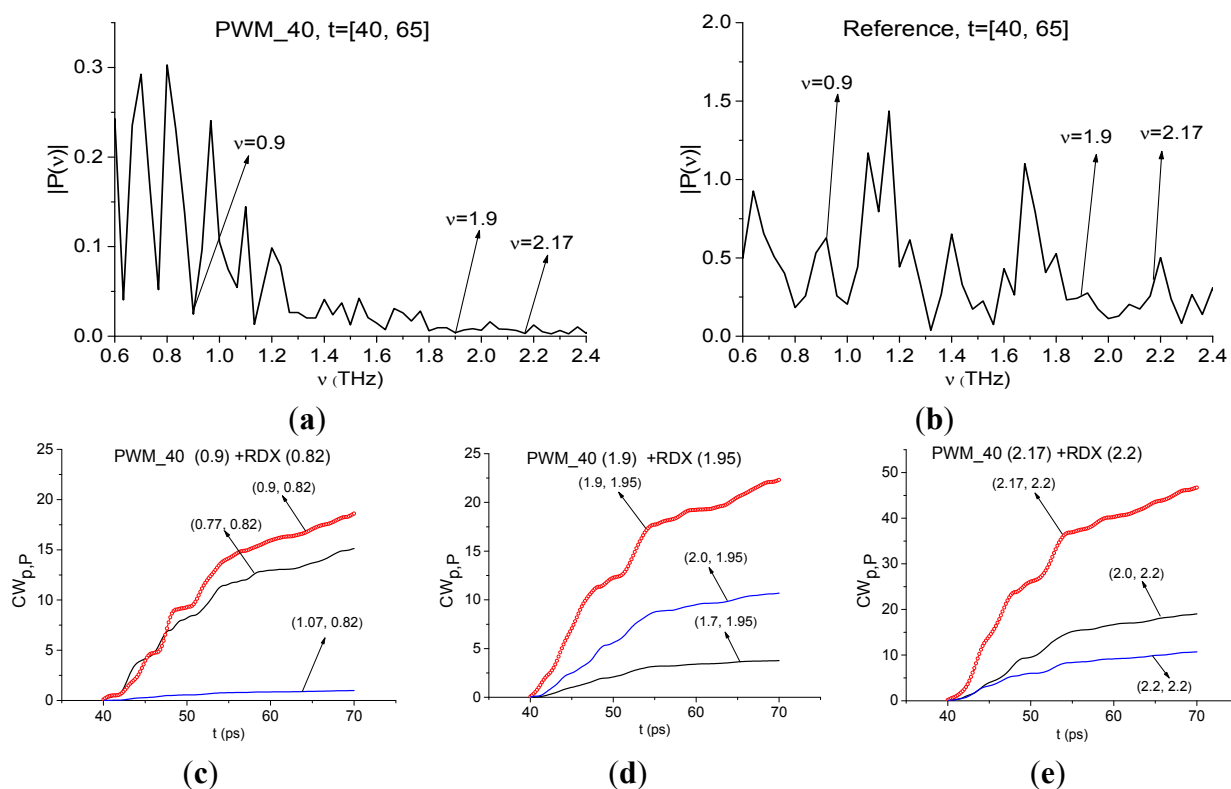 PWM_40, t=[40, 65]
|P(ν)|
0.3
0.2
0.1
0.0
ν=0.9
ν=1.9
ν=2.17
0.6 0.8 1.0 1.2 1.4 1.6 1.8 2.0 2.2 2.4
ν (THz)
(a)
Reference, t=[40, 65]
|P(ν)|
2.0
1.5
1.0
0.5
0.0
ν=0.9
ν=1.9
ν=2.17
0.6 0.8 1.0 1.2 1.4 1.6 1.8 2.0 2.2 2.4
ν (THz)
(b)
PWM_40 (0.9) +RDX (0.82)
CWp,P
25
20
15
10
5
0
(0.9, 0.82)
(0.77, 0.82)
(1.07, 0.82)
40 50 60 70
t (ps)
(c)
PWM_40 (1.9) +RDX (1.95)
CWp,P
25
20
15
10
5
0
(1.9, 1.95)
(2.0, 1.95)
(1.7, 1.95)
40 50 60 70
t (ps)
(d)
PWM_40 (2.17) +RDX (2.2)
CWp,P
50
40
30
20
10
0
(2.17, 2.2)
(2.0, 2.2)
(2.2, 2.2)
40 50 60 70
t (ps)
(e)